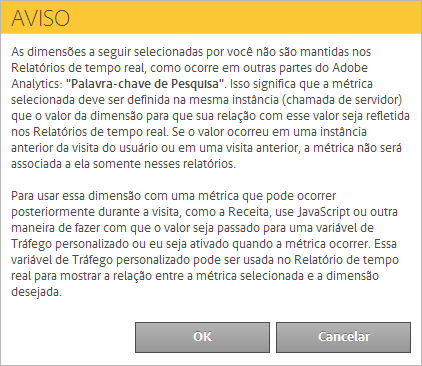 AVISO
As dimensões a seguir selecionadas por você não são mantidas nos
Relatórios de tempo real, como ocorre em outras partes do Adobe
Analytics: "Palavra-chave de Pesquisa". Isso significa que a métrica
selecionada deve ser definida na mesma instância (chamada de servidor)
que o valor da dimensão para que sua relação com esse valor seja refletida
nos Relatórios de tempo real. Se o valor ocorreu em uma instância
anterior da visita do usuário ou em uma visita anterior, a métrica não será
associada a ela somente nesses relatórios.
Para usar essa dimensão com uma métrica que pode ocorrer
posteriormente durante a visita, como a Receita, use JavaScript ou outra
maneira de fazer com que o valor seja passado para uma variável de
Tráfego personalizado ou eu seja ativado quando a métrica ocorrer. Essa
variável de Tráfego personalizado pode ser usada no Relatório de tempo
real para mostrar a relação entre a métrica selecionada e a dimensão
desejada.
OK Cancelar